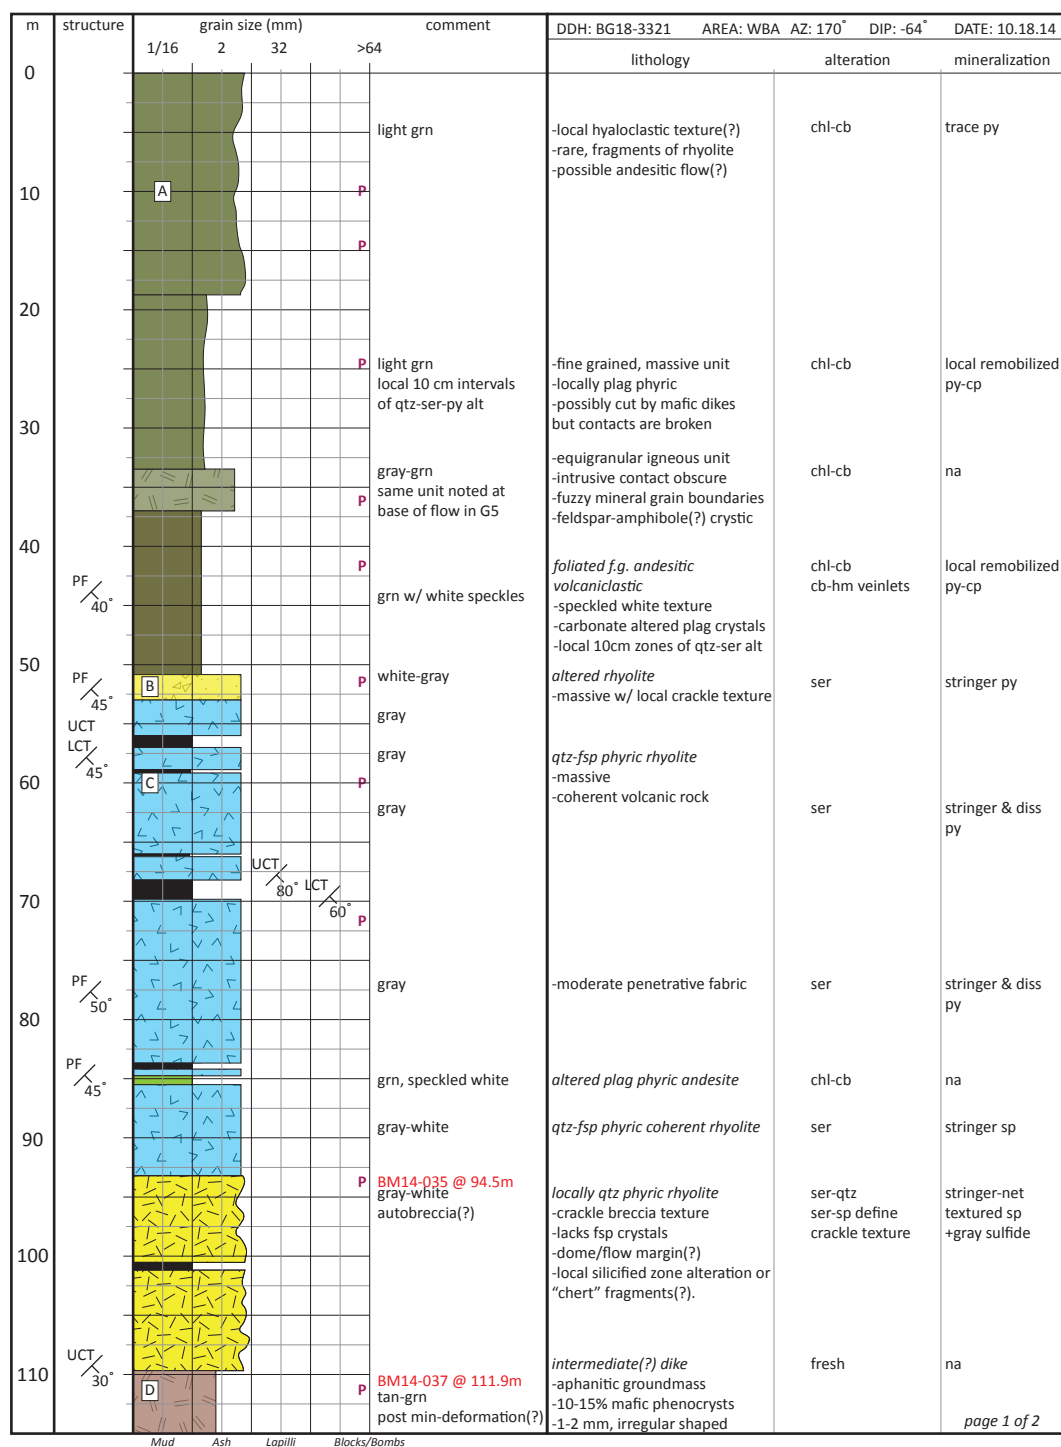 m structure grain size (mm) comment
1/16 2 32 >64
DDH: BG18-3321 AREA: WBA AZ: 170° DIP: -64° DATE: 10.18.14
lithology alteration mineralization
0
light grn
-local hyaloclastic texture(?) chl-cb trace py
-rare, fragments of rhyolite
-possible andesitic flow(?)
10 A P
P
20
P light grn -fine grained, massive unit chl-cb local remobilized
local 10 cm intervals -locally plag phyric py-cp
of qtz-ser-py alt -possibly cut by mafic dikes
30 but contacts are broken
-equigranular igneous unit
gray-grn -intrusive contact obscure chl-cb na
same unit noted at -fuzzy mineral grain boundaries
P base of flow in G5 -feldspar-amphibole(?) crystic
40
P foliated f.g. andesitic chl-cb local remobilized
PF volcaniclastic cb-hm veinlets py-cp
40° grn w/ white speckles -speckled white texture
-carbonate altered plag crystals
-local 10cm zones of qtz-ser alt
50
PF B P white-gray altered rhyolite ser stringer py
45° -massive w/ local crackle texture
gray
UCT
LCT
45° gray qtz-fsp phyric rhyolite
60 C P -massive
-coherent volcanic rock
gray ser stringer & diss
py
UCT
80° LCT
60°
70
P
PF gray -moderate penetrative fabric ser stringer & diss
50° py
80
PF
45° grn, speckled white altered plag phyric andesite chl-cb na
gray-white qtz-fsp phyric coherent rhyolite ser stringer sp
90
P BM14-035 @ 94.5m
gray-white locally qtz phyric rhyolite ser-qtz stringer-net
autobreccia(?) -crackle breccia texture ser-sp define textured sp
-lacks fsp crystals crackle texture +gray sulfide
100 -dome/flow margin(?)
-local silicified zone alteration or
“chert” fragments(?).
UCT
30° intermediate(?) dike fresh na
110 BM14-037 @ 111.9m -aphanitic groundmass
D P tan-grn -10-15% mafic phenocrysts
post min-deformation(?) -1-2 mm, irregular shaped page 1 of 2
Mud Ash Lapilli Blocks/Bombs